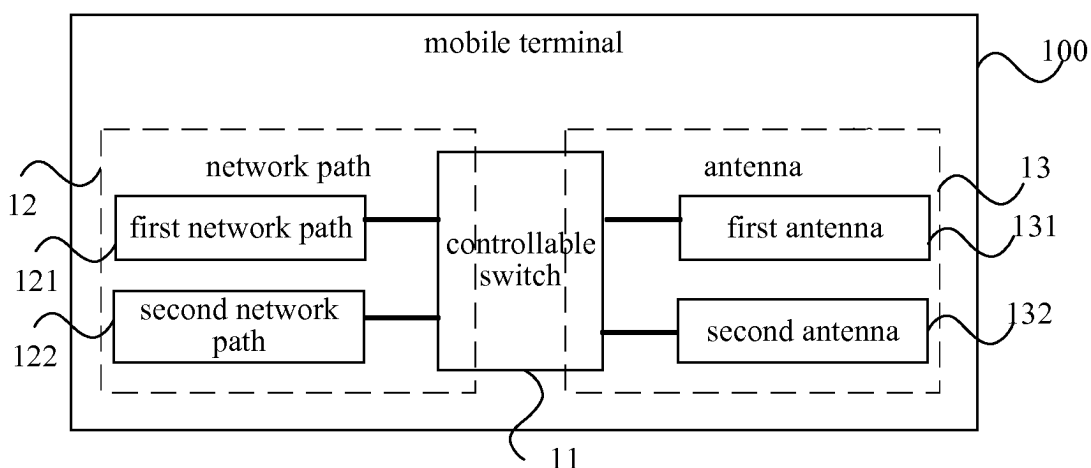 mobile terminal
100
network path
antenna
12
13
first network path
first antenna
121
131
controllable
switch
second network
path
second antenna
122
132
11